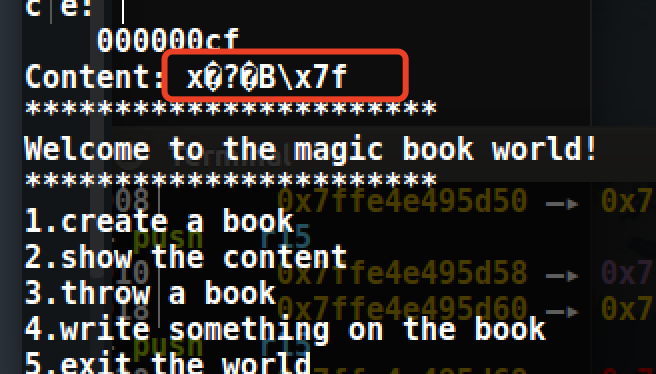 c e:
000000cf
Content: x�?�B\x7f
***********************
Welcome to the magic book world!
***********************
08 0x7ffe4e495d50 —▸ 0x7
1.create a book
push r15
2.show the content
10 0x7ffe4e495d58 —▸ 0x7
3.throw a book
18 0x7ffe4e495d60 —▸ 0x7
4.write something on the book
push r15
5.exit the world